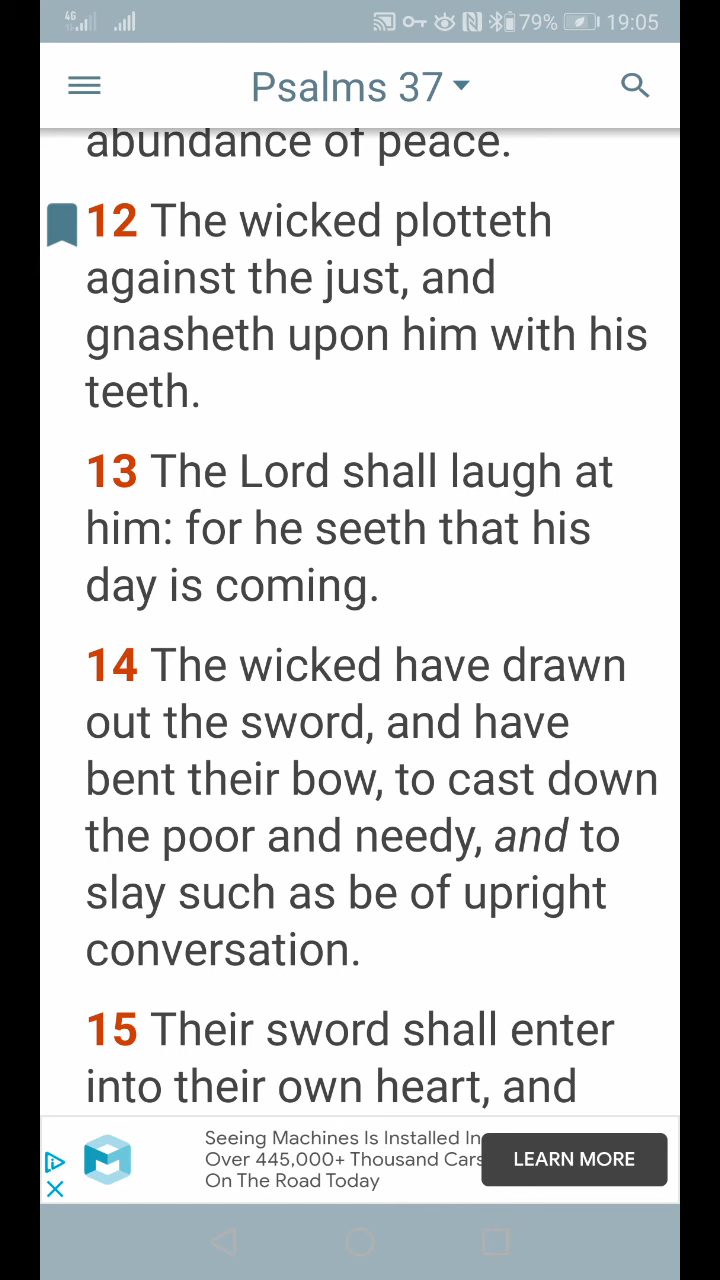 4G 79% 19:05
Psalms 37
abundance of peace.
12 The wicked plotteth
against the just, and
gnasheth upon him with his
teeth.
13 The Lord shall laugh at
him: for he seeth that his
day is coming.
14 The wicked have drawn
out the sword, and have
bent their bow, to cast down
the poor and needy, and to
slay such as be of upright
conversation.
15 Their sword shall enter
into their own heart, and
Seeing Machines Is Installed In
Over 445,000+ Thousand Cars
On The Road Today
LEARN MORE